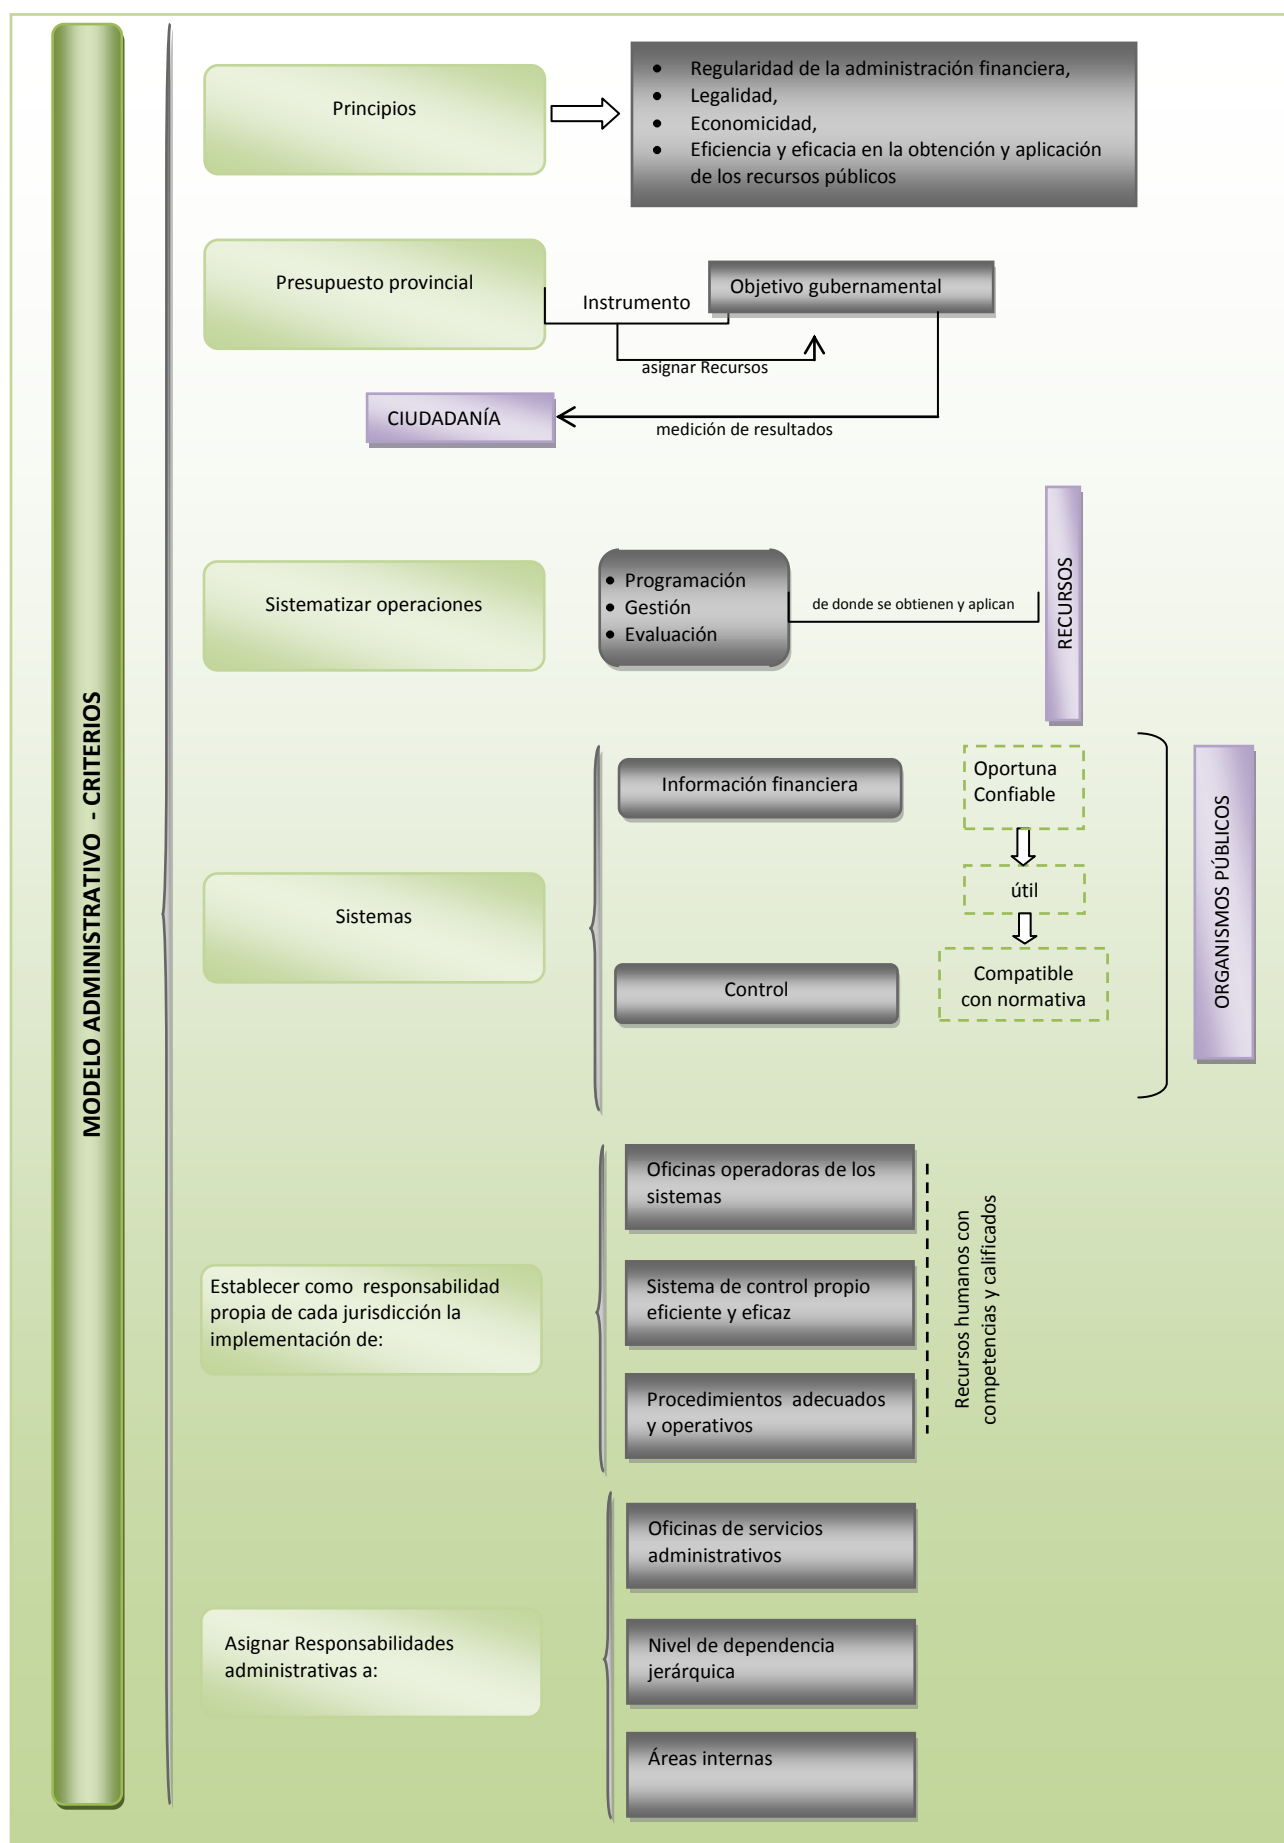 MODELO ADMINISTRATIVO - CRITERIOS
Principios
• Regularidad de la administración financiera,
• Legalidad,
• Economicidad,
• Eficiencia y eficacia en la obtención y aplicación
de los recursos públicos
Presupuesto provincial
Instrumento
Objetivo gubernamental
asignar Recursos
CIUDADANÍA
medición de resultados
Sistematizar operaciones
• Programación
• Gestión
• Evaluación
de donde se obtienen y aplican
RECURSOS
Sistemas
Información financiera
Control
Oportuna
Confiable
útil
Compatible
con normativa
ORGANISMOS PÚBLICOS
Establecer como responsabilidad
propia de cada jurisdicción la
implementación de:
Oficinas operadoras de los
sistemas
Sistema de control propio
eficiente y eficaz
Procedimientos adecuados
y operativos
Recursos humanos con
competencias y calificados
Asignar Responsabilidades
administrativas a:
Oficinas de servicios
administrativos
Nivel de dependencia
jerárquica
Áreas internas